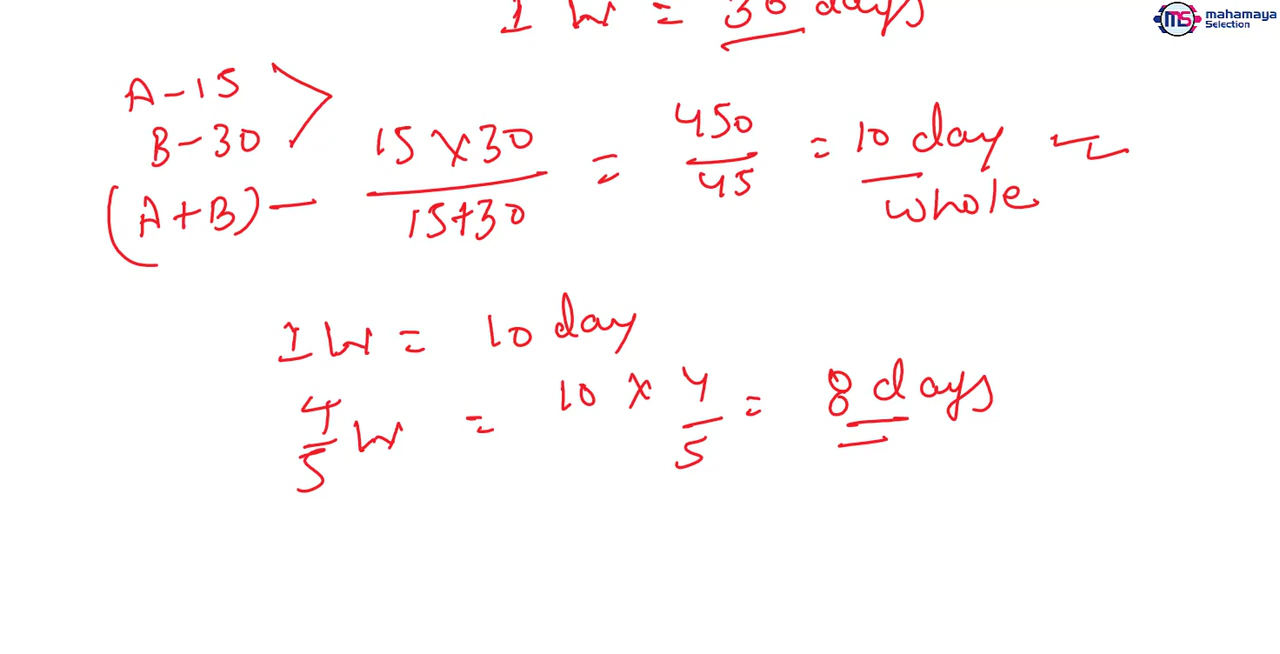 1 W = 30 days
mahamaya
Selection
MS
A - 15
B - 30
(A+B) - 15 × 30 / 15+30 = 450 / 45 = 10 day
whole
1 W = 10 day
4/5 W = 10 × 4/5 = 8 days